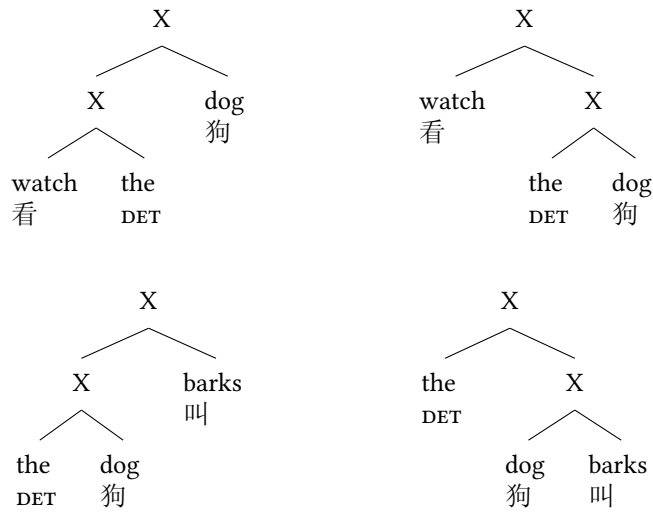 X X
X dog watch X
狗 看
watch the the dog
看 DET DET 狗
X X
X barks the X
叫 DET
the dog dog barks
DET 狗 狗 叫